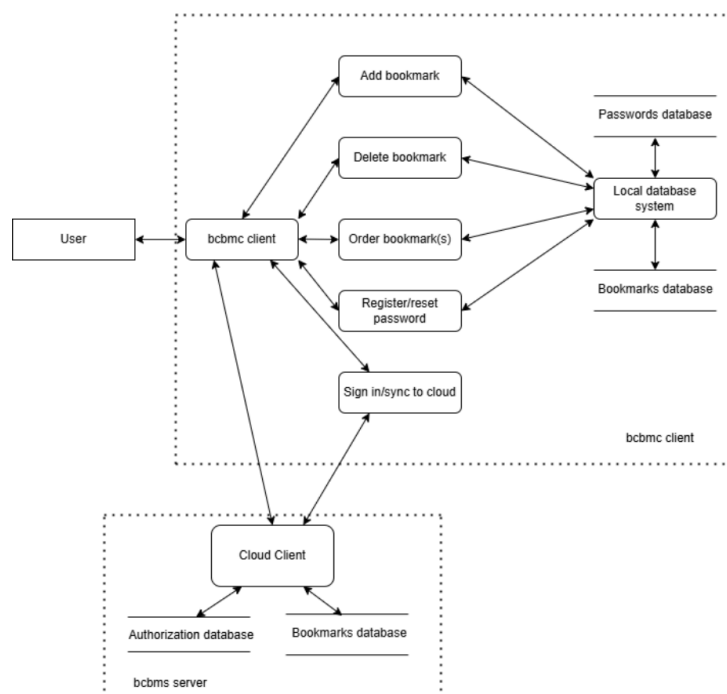 Add bookmark
Passwords database
Delete bookmark
Local database
system
User
bcbmc client
Order bookmark(s)
Bookmarks database
Register/reset
password
Sign in/sync to cloud
bcbmc client
Cloud Client
Authorization database
Bookmarks database
bcbms server